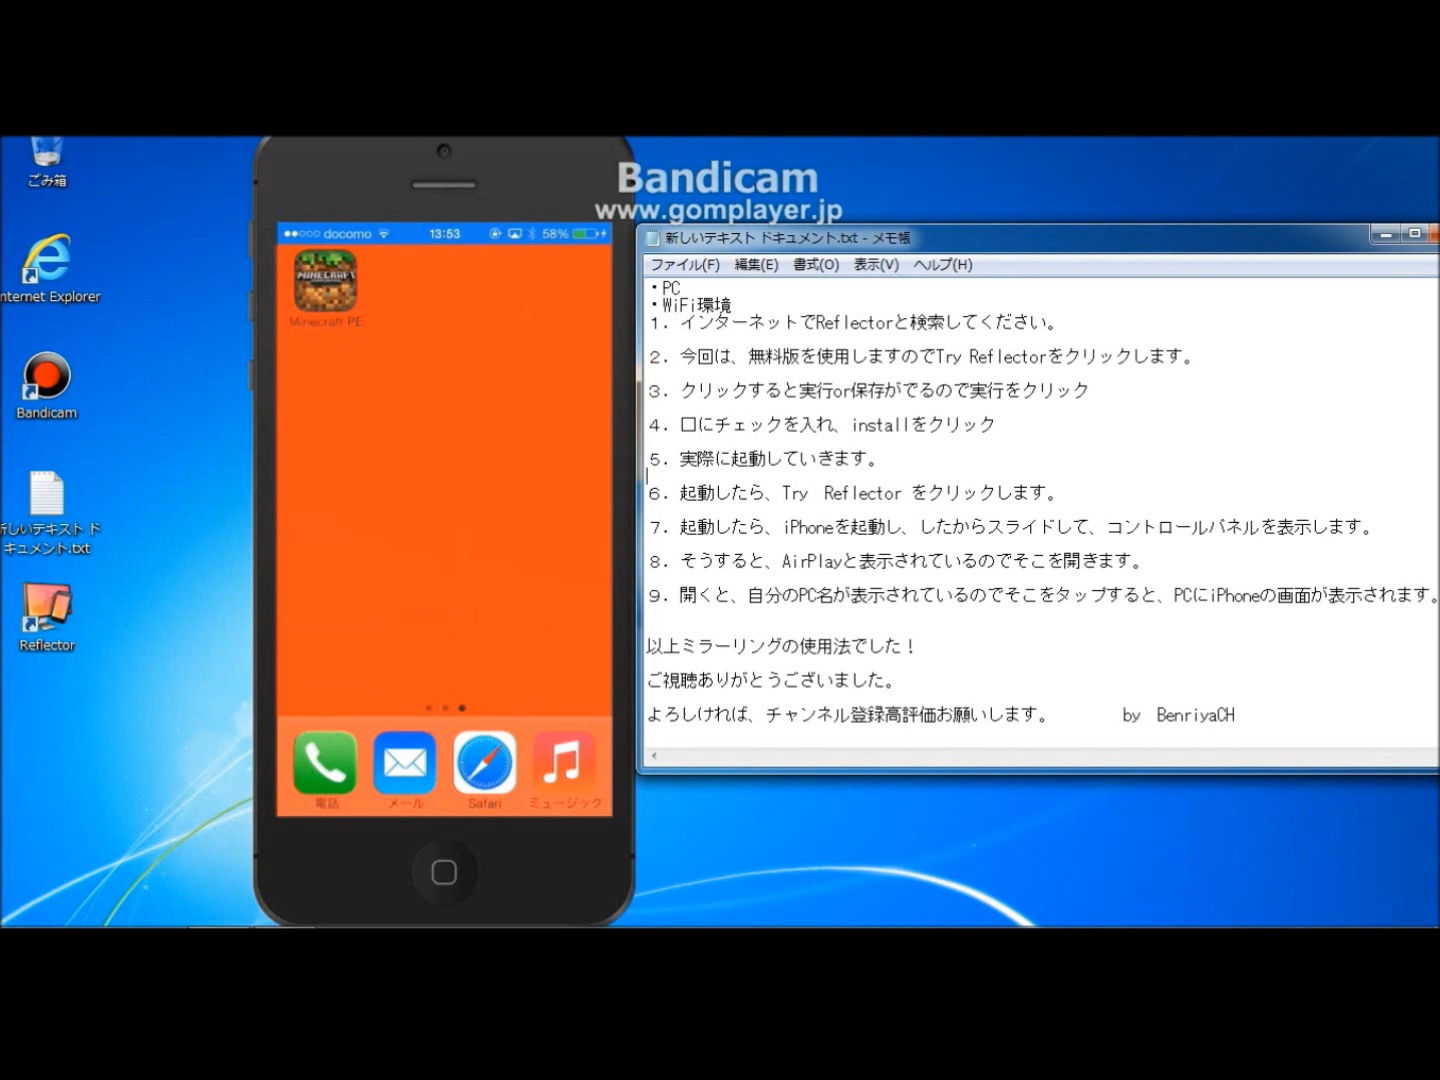 ごみ箱
nternet Explorer
Bandicam
新しいテキスト ド
キュメント.txt
Reflector
docomo 13:53 58%
MINECRAFT
Minecraft PE
電話 メール Safari ミュージック
Bandicam
www.gomplayer.jp
新しいテキスト ドキュメント.txt - メモ帳
ファイル(F) 編集(E) 書式(O) 表示(V) ヘルプ(H)
・PC
・WiFi環境
1．インターネットでReflectorと検索してください。
2．今回は、無料版を使用しますのでTry Reflectorをクリックします。
3．クリックすると実行or保存がでるので実行をクリック
4．口にチェックを入れ、installをクリック
5．実際に起動していきます。
6．起動したら、Try　Reflector をクリックします。
7．起動したら、iPhoneを起動し、したからスライドして、コントロールパネルを表示します。
8．そうすると、AirPlayと表示されているのでそこを開きます。
9．開くと、自分のPC名が表示されているのでそこをタップすると、PCにiPhoneの画面が表示されます。
以上ミラーリングの使用法でした！
ご視聴ありがとうございました。
よろしければ、チャンネル登録高評価お願いします。　　　by　BenriyaCH